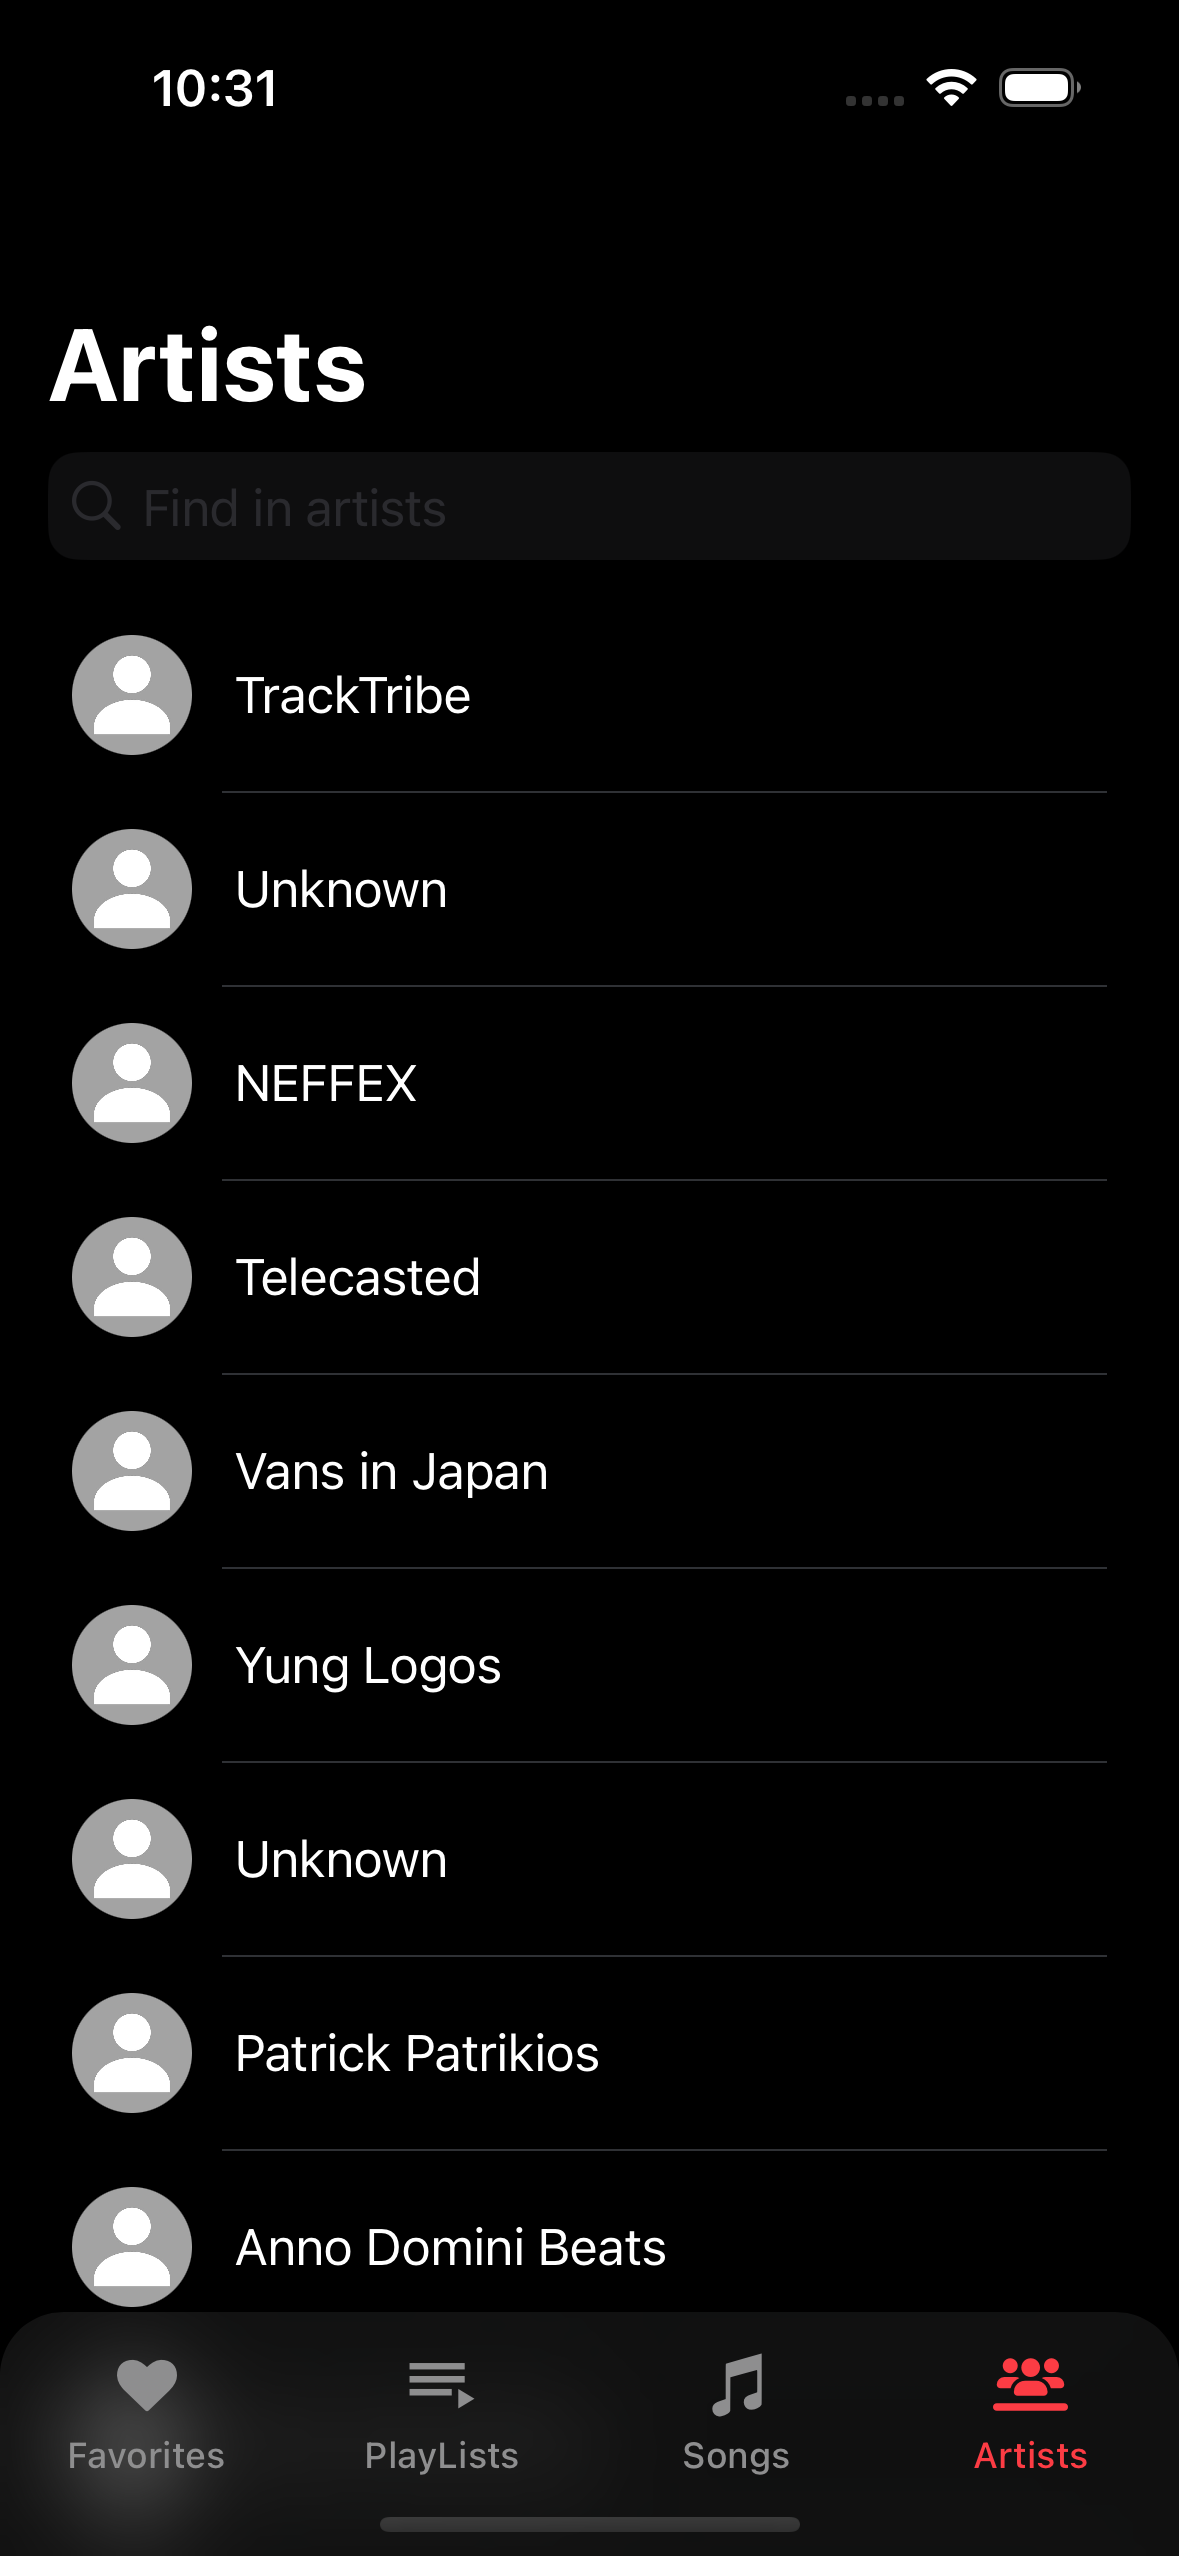 10:31
Artists
Find in artists
TrackTribe
Unknown
NEFFEX
Telecasted
Vans in Japan
Yung Logos
Unknown
Patrick Patrikios
Anno Domini Beats
Favorites PlayLists Songs Artists